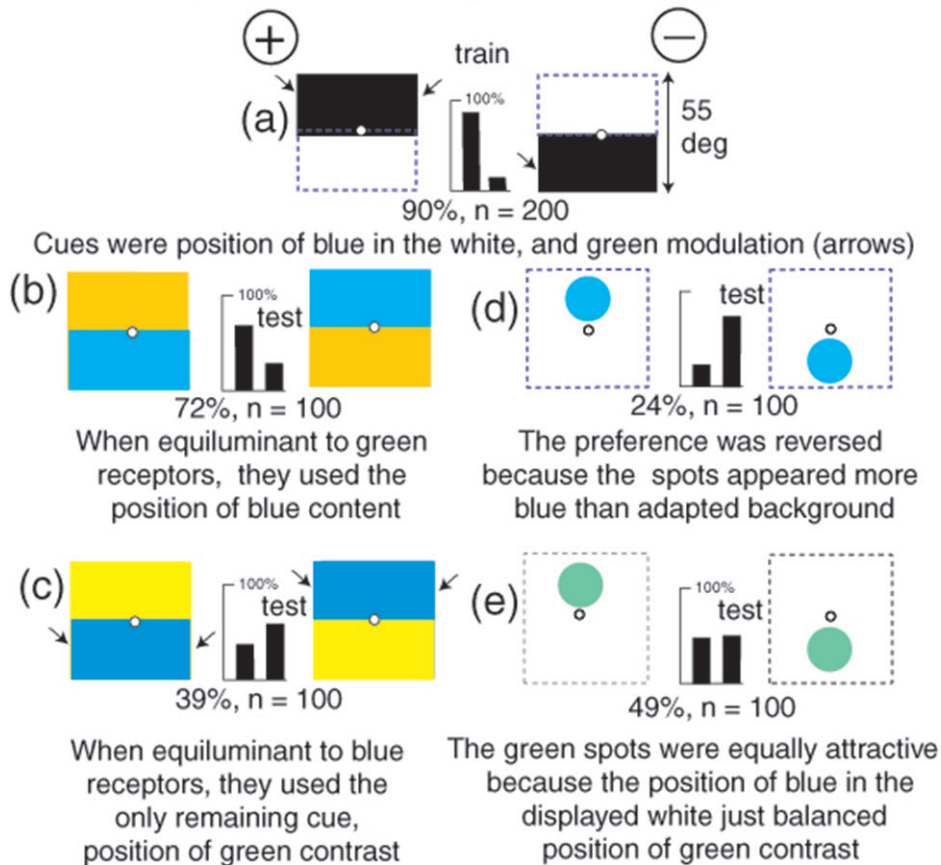 +
−
train
(a)
100%
55
deg
90%, n = 200
Cues were position of blue in the white, and green modulation (arrows)
(b)
100%
test
72%, n = 100
When equiluminant to green
receptors, they used the
position of blue content
(d)
test
24%, n = 100
The preference was reversed
because the spots appeared more
blue than adapted background
(c)
100%
test
39%, n = 100
When equiluminant to blue
receptors, they used the
only remaining cue,
position of green contrast
(e)
100%
test
49%, n = 100
The green spots were equally attractive
because the position of blue in the
displayed white just balanced
position of green contrast